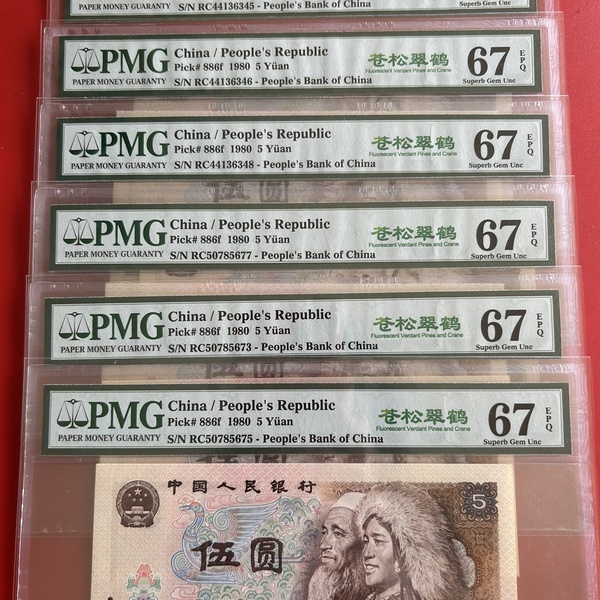 S/N RC44136345 - People's Bank of China
PMG
PAPER MONEY GUARANTY
China / People's Republic
Pick# 886f 1980 5 Yüan
S/N RC44136346 - People's Bank of China
苍松翠鹤
Fluorescent Verdant Pines and Crane
67
EPQ
Superb Gem Unc
PMG
PAPER MONEY GUARANTY
China / People's Republic
Pick# 886f 1980 5 Yüan
S/N RC44136348 - People's Bank of China
苍松翠鹤
Fluorescent Verdant Pines and Crane
67
EPQ
Superb Gem Unc
PMG
PAPER MONEY GUARANTY
China / People's Republic
Pick# 886f 1980 5 Yüan
S/N RC50785677 - People's Bank of China
苍松翠鹤
Fluorescent Verdant Pines and Crane
67
EPQ
Superb Gem Unc
PMG
PAPER MONEY GUARANTY
China / People's Republic
Pick# 886f 1980 5 Yüan
S/N RC50785673 - People's Bank of China
苍松翠鹤
Fluorescent Verdant Pines and Crane
67
EPQ
Superb Gem Unc
PMG
PAPER MONEY GUARANTY
China / People's Republic
Pick# 886f 1980 5 Yüan
S/N RC50785675 - People's Bank of China
苍松翠鹤
Fluorescent Verdant Pines and Crane
67
EPQ
Superb Gem Unc
中国人民银行
5
伍圆